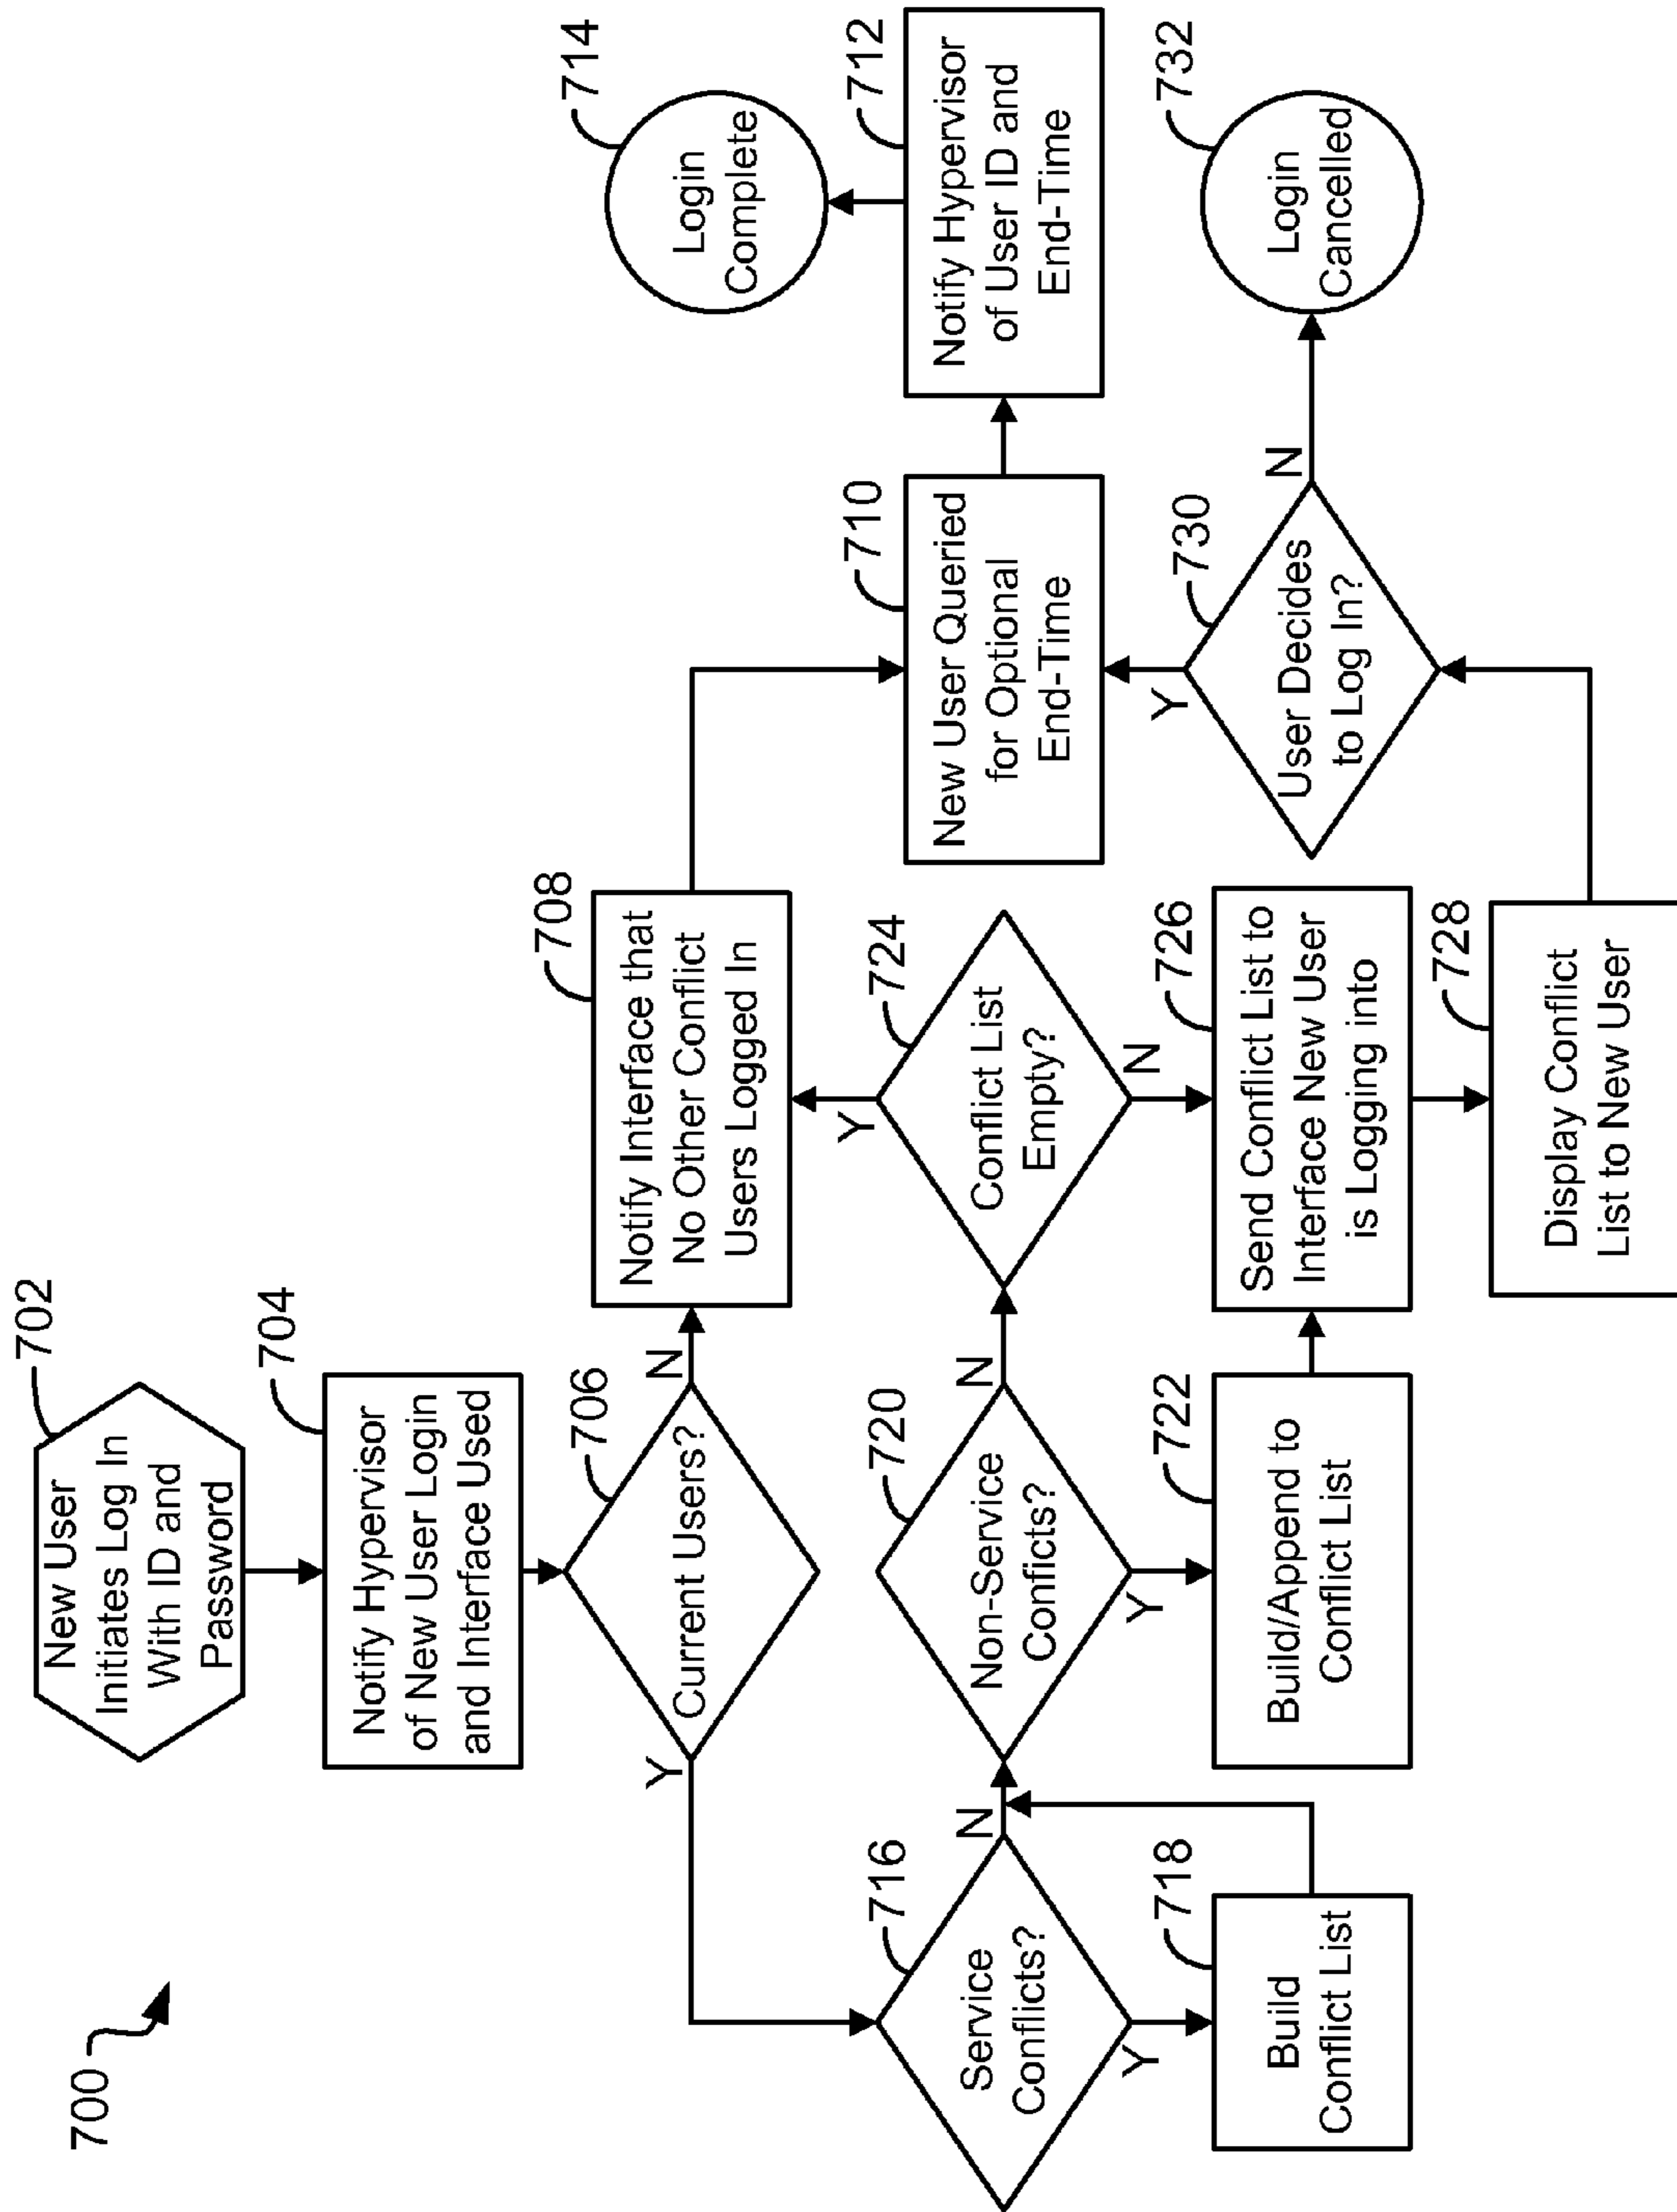 700
702
New User
Initiates Log In
With ID and
Password
704
Notify Hypervisor
of New User Login
and Interface Used
706
Current Users?
Y
N
708
Notify Interface that
No Other Conflict
Users Logged In
710
New User Queried
for Optional
End-Time
712
Notify Hypervisor
of User ID and
End-Time
714
Login
Complete
716
Service
Conflicts?
N
Y
718
Build
Conflict List
720
Non-Service
Conficts?
N
Y
722
Build/Append to
Conflict List
724
Conflict List
Empty?
Y
N
726
Send Conflict List to
Interface New User
is Logging into
728
Display Conflict
List to New User
730
User Decides
to Log In?
Y
N
732
Login
Cancelled